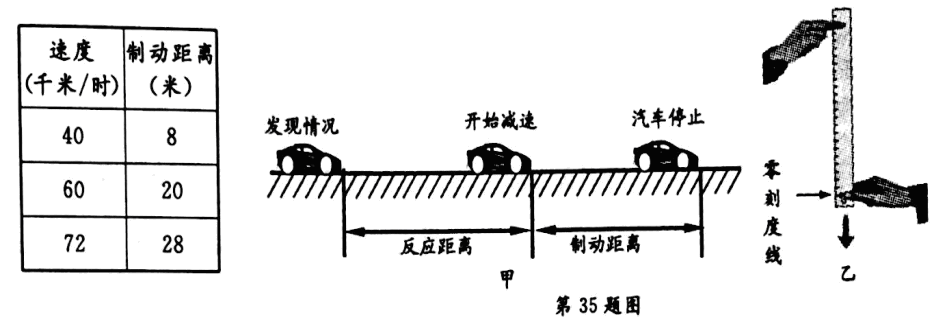 速度
(千米/时)
制动距离
(米)
40
8
60
20
72
28
发现情况
开始减速
汽车停止
反应距离
制动距离
甲
零刻度线
乙
第35题图